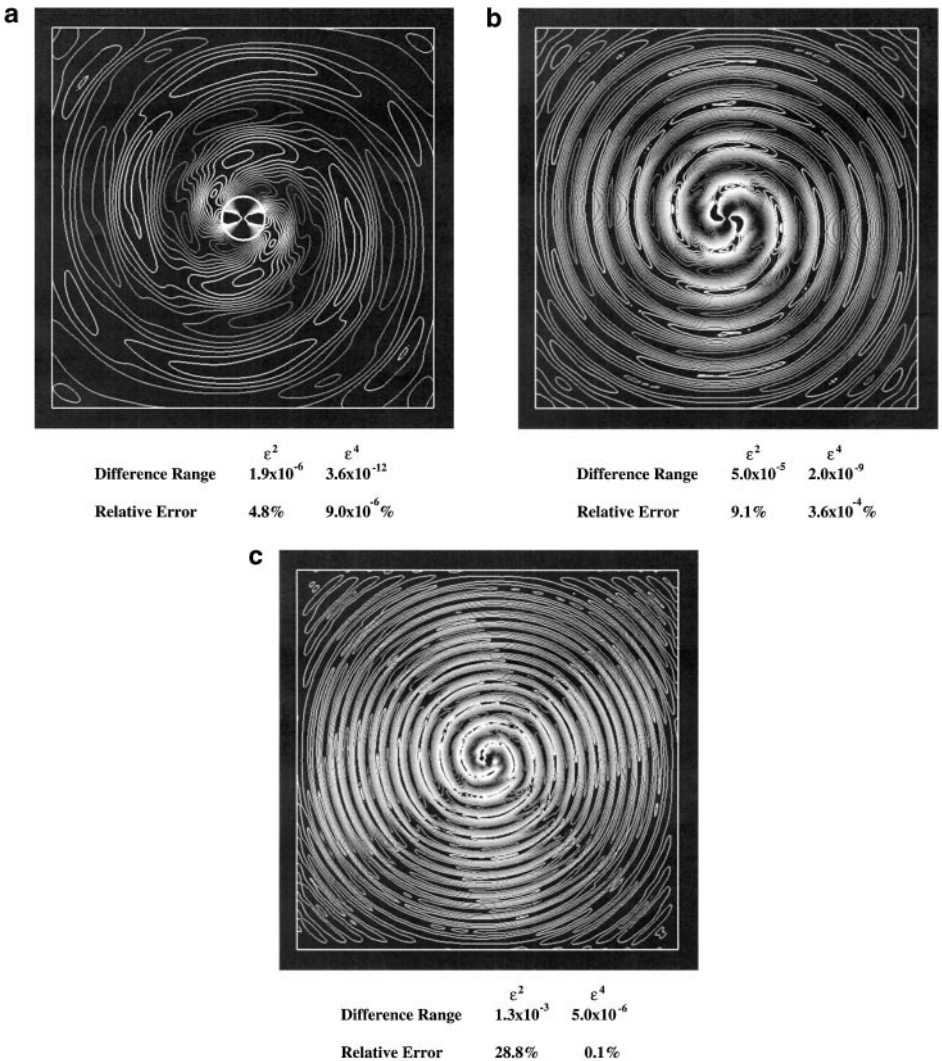 a
b
ε² ε⁴
Difference Range 1.9x10⁻⁶ 3.6x10⁻¹²
Relative Error 4.8% 9.0x10⁻⁶%
ε² ε⁴
Difference Range 5.0x10⁻⁵ 2.0x10⁻⁹
Relative Error 9.1% 3.6x10⁻⁴%
c
ε² ε⁴
Difference Range 1.3x10⁻³ 5.0x10⁻⁶
Relative Error 28.8% 0.1%